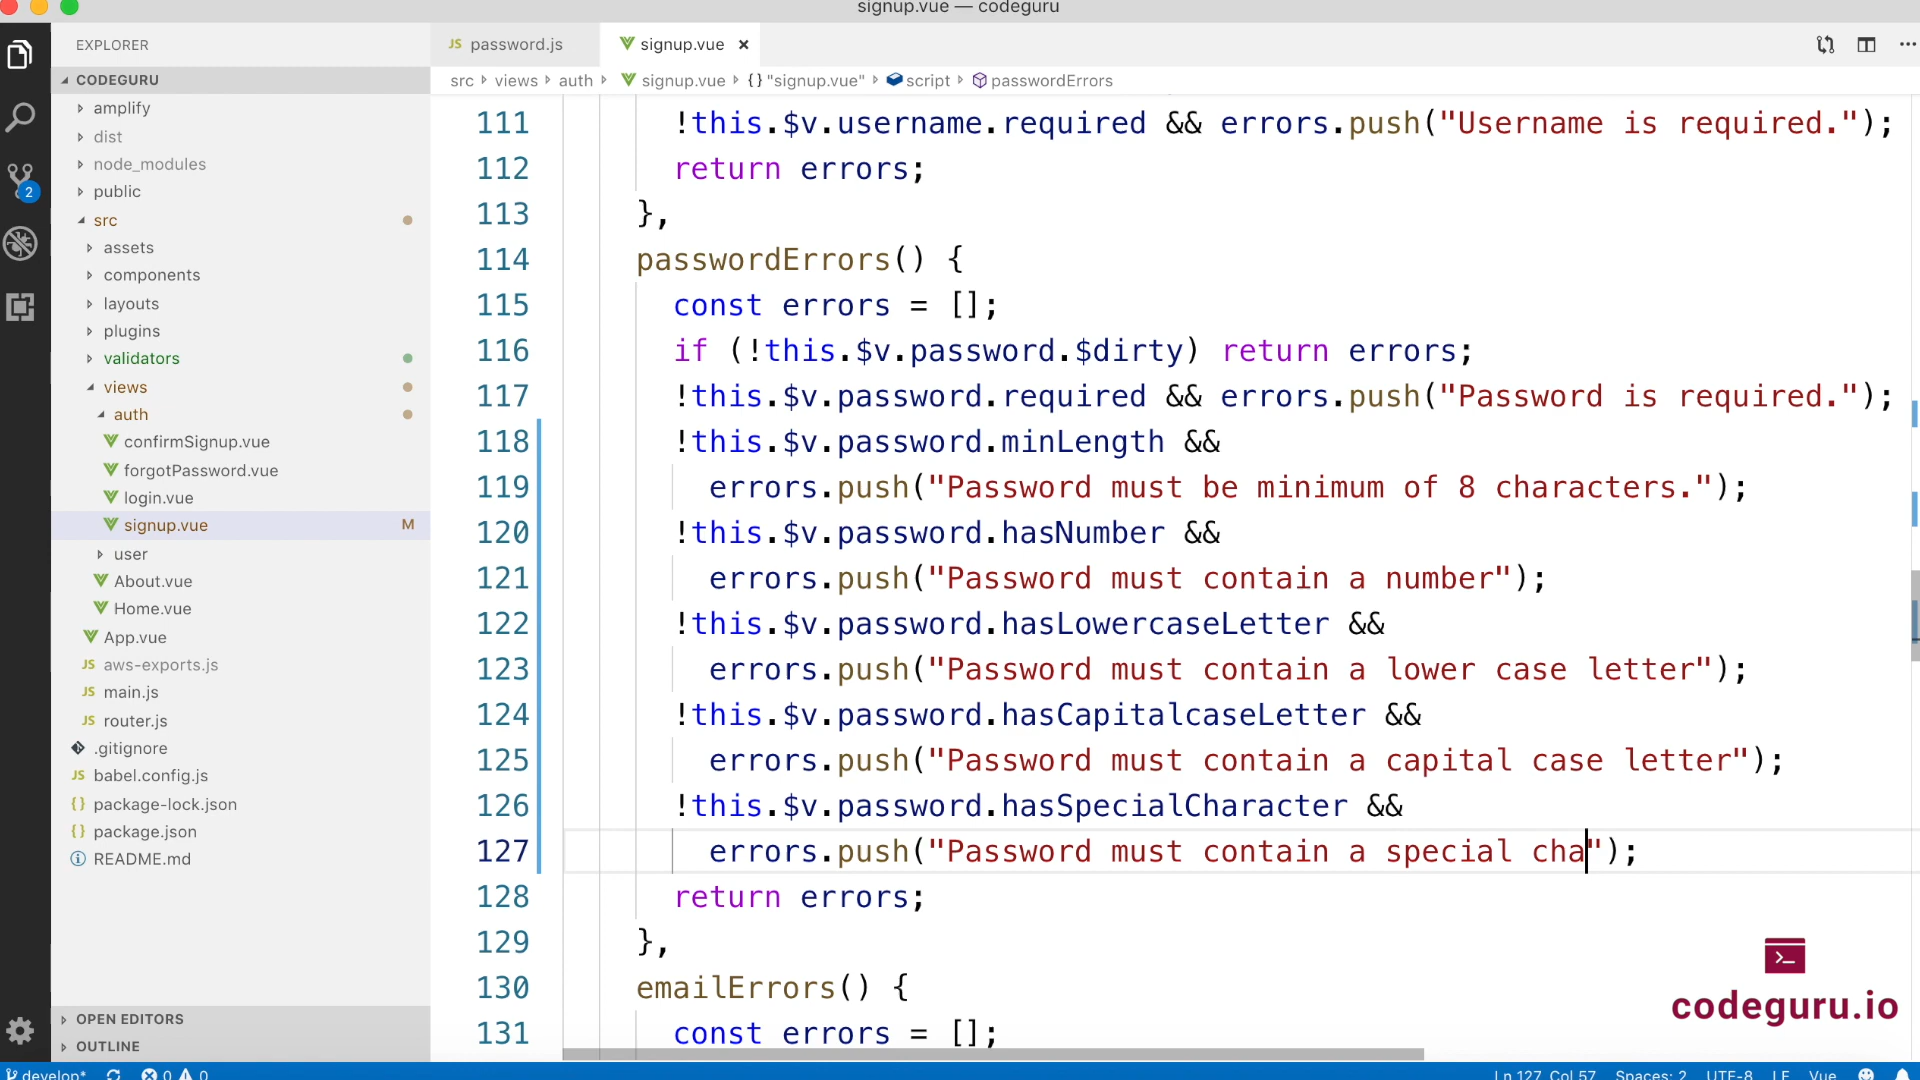 signup.vue — codeguru
EXPLORER
JS password.js
signup.vue ×
CODEGURU
src views auth signup.vue {} "signup.vue" script passwordErrors
amplify
dist
node_modules
public
src
assets
components
layouts
plugins
validators
views
auth
confirmSignup.vue
forgotPassword.vue
login.vue
signup.vue M
user
About.vue
Home.vue
App.vue
JS aws-exports.js
JS main.js
JS router.js
.gitignore
JS babel.config.js
{} package-lock.json
{} package.json
README.md
OPEN EDITORS
OUTLINE
2
111 !this.$v.username.required && errors.push("Username is required.");
112 return errors;
113 },
114 passwordErrors() {
115 const errors = [];
116 if (!this.$v.password.$dirty) return errors;
117 !this.$v.password.required && errors.push("Password is required.");
118 !this.$v.password.minLength &&
119 errors.push("Password must be minimum of 8 characters.");
120 !this.$v.password.hasNumber &&
121 errors.push("Password must contain a number");
122 !this.$v.password.hasLowercaseLetter &&
123 errors.push("Password must contain a lower case letter");
124 !this.$v.password.hasCapitalcaseLetter &&
125 errors.push("Password must contain a capital case letter");
126 !this.$v.password.hasSpecialCharacter &&
127 errors.push("Password must contain a special cha");
128 return errors;
129 },
130 emailErrors() {
131 const errors = [];
codeguru.io
develop* 0 0 Ln 127, Col 57 Spaces: 2 UTF-8 LF Vue